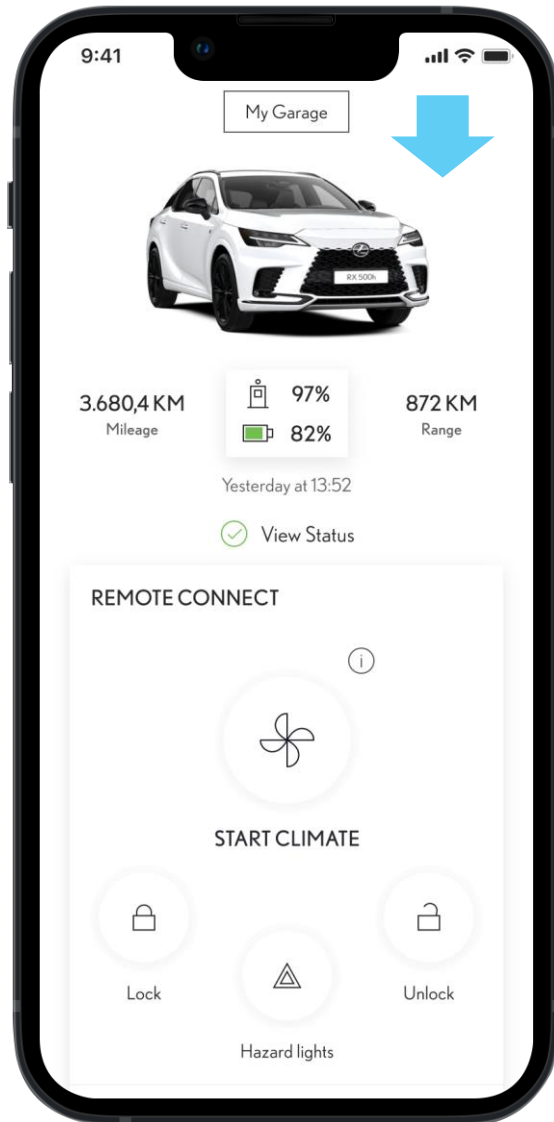 9:41
My Garage
RX 500h
97%
3.680,4 KM
872 KM
Mileage
82%
Range
Yesterday at 13:52
View Status
REMOTE CONNECT
i
START CLIMATE
Lock
Unlock
Hazard lights